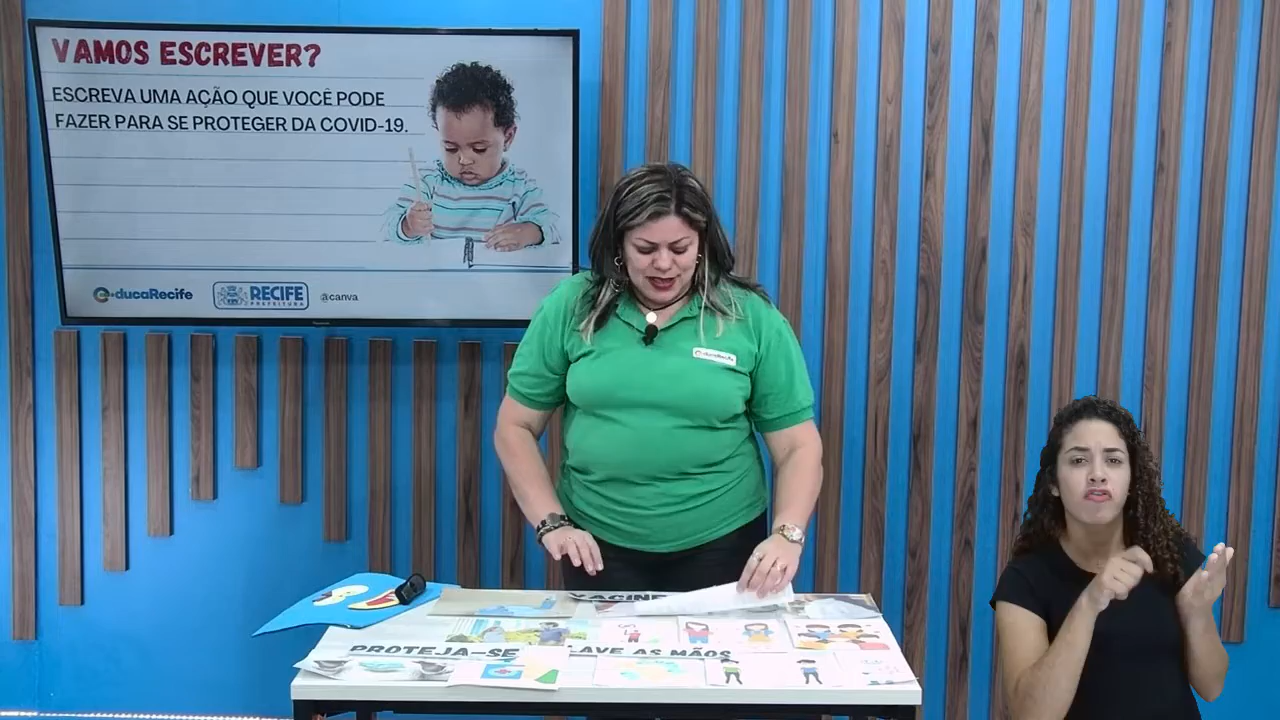 VAMOS ESCREVER?
ESCREVA UMA AÇÃO QUE VOCÊ PODE
FAZER PARA SE PROTEGER DA COVID-19.
EducaRecife
RECIFE
PREFEITURA
@canva
EducaRecife
VACINE
PROTEJA-SE
LAVE AS MÃOS